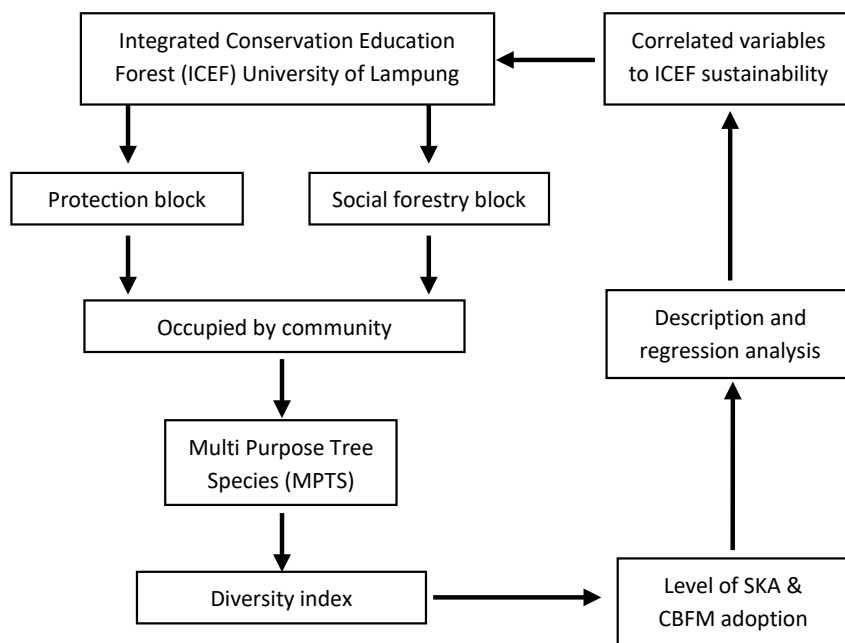 Integrated Conservation Education
Forest (ICEF) University of Lampung
Correlated variables
to ICEF sustainability
Protection block
Social forestry block
Occupied by community
Description and
regression analysis
Multi Purpose Tree
Species (MPTS)
Diversity index
Level of SKA &
CBFM adoption